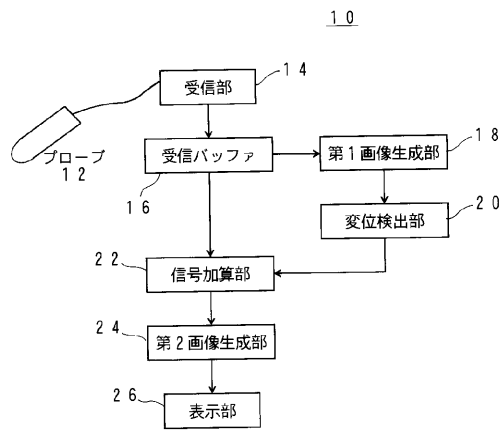 10
14
受信部
プローブ
12
受信バッファ
16
18
第1画像生成部
20
変位検出部
22
信号加算部
24
第2画像生成部
26
表示部